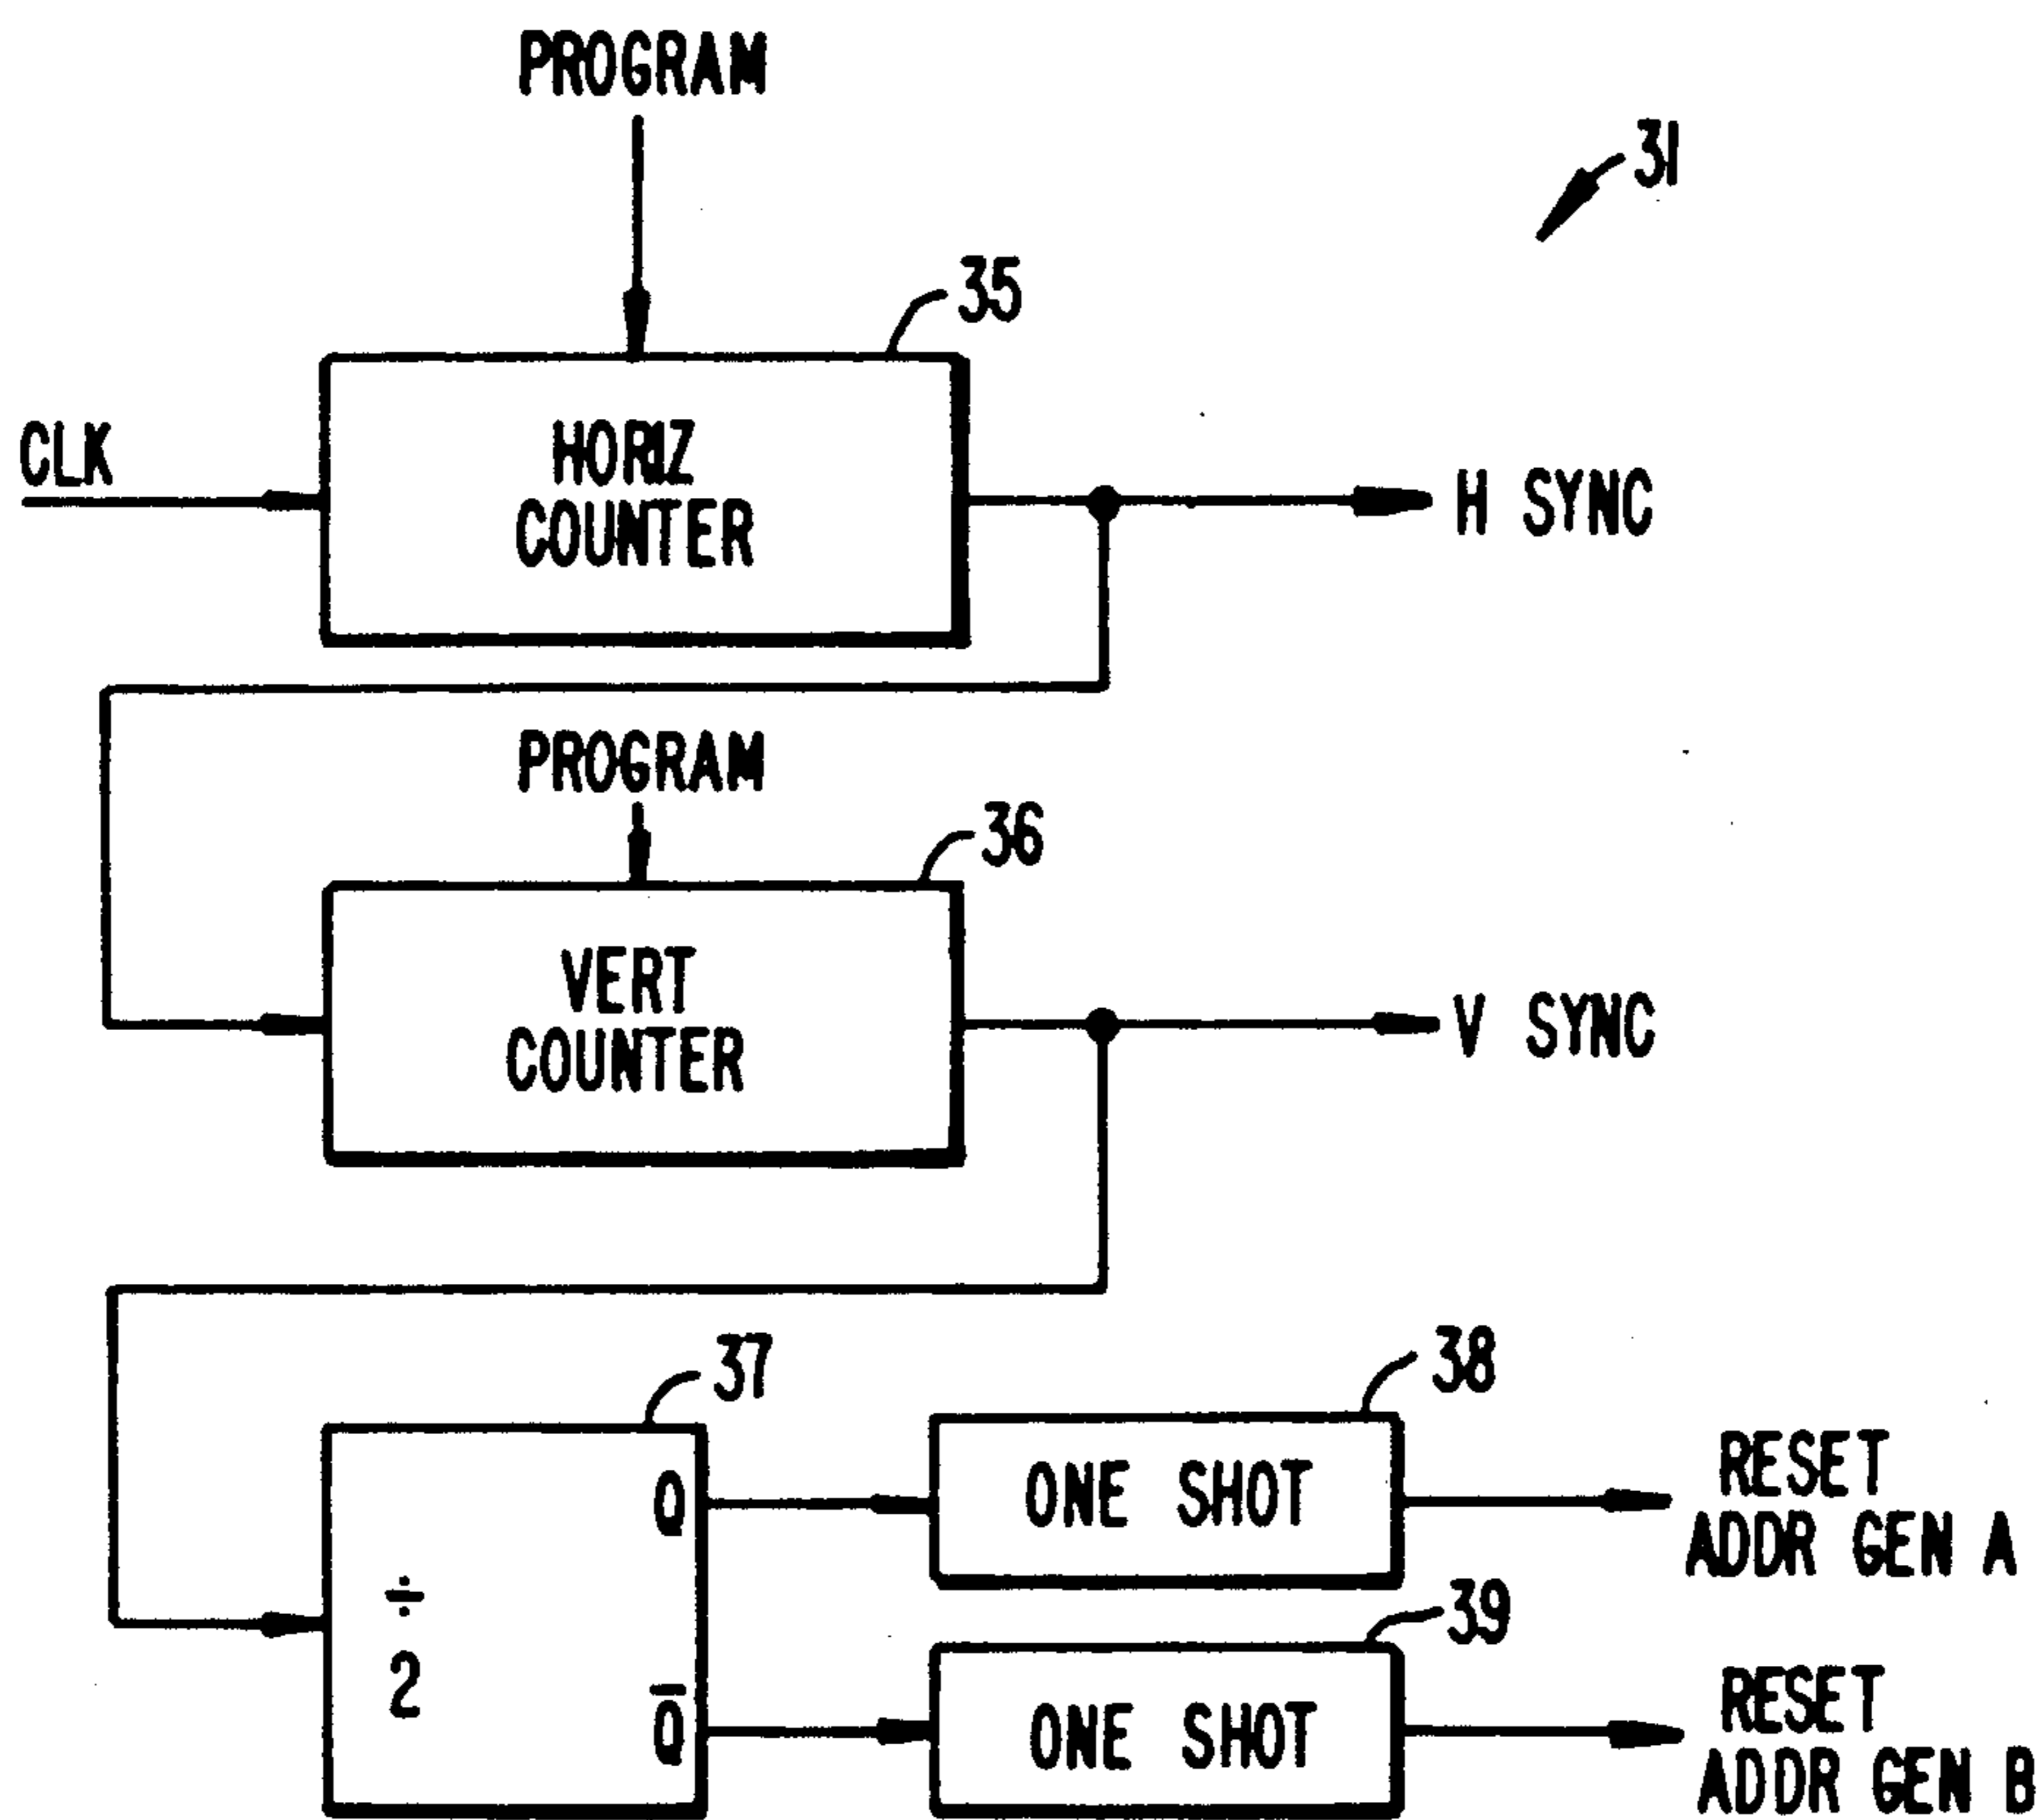 PROGRAM
31
35
CLK
HORIZ
COUNTER
H SYNC
PROGRAM
36
VERT
COUNTER
V SYNC
37
38
Q
ONE SHOT
RESET
ADDR GEN A
÷
2
39
Q̅
ONE SHOT
RESET
ADDR GEN B